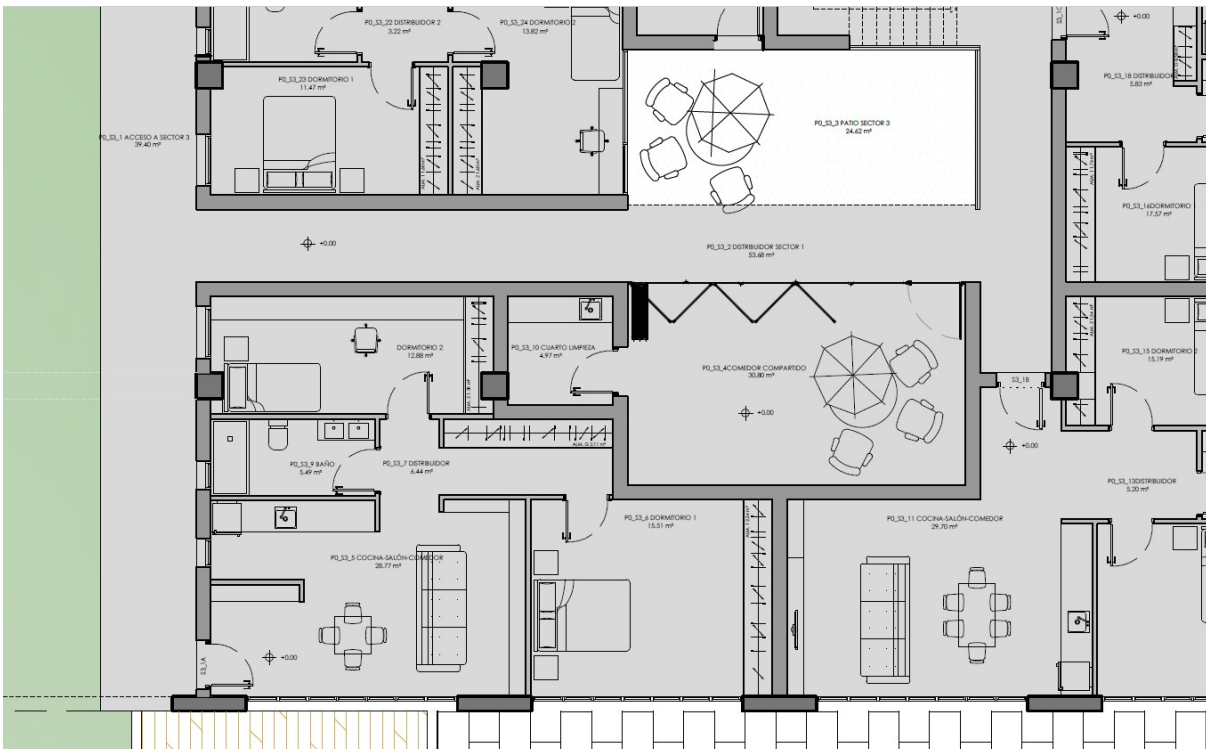 P0_S3_22 DISTRIBUIDOR 2
3.22 m²
P0_S3_24 DORMITORIO 2
13.82 m²
+0.00
P0_S3_18 DISTRIBUIDOR
5.83 m²
P0_S3_23 DORMITORIO 1
11.47 m²
P0_S3_3 PATIO SECTOR 3
24.62 m²
P0_S3_1 ACCESO A SECTOR 3
39.40 m²
P0_S3_16DORMITORIO 1
17.57 m²
+0.00
P0_S3_2 DISTRIBUIDOR SECTOR 1
53.68 m²
DORMITORIO 2
12.88 m²
P0_S3_10 CUARTO LIMPIEZA
4.97 m²
P0_S3_15 DORMITORIO 2
15.19 m²
P0_S3_4COMEDOR COMPARTIDO
30.80 m²
S3_1B
+0.00
+0.00
P0_S3_9 BAÑO
5.49 m²
P0_S3_7 DISTRIBUIDOR
6.44 m²
P0_S3_13DISTRIBUIDOR
5.20 m²
P0_S3_6 DORMITORIO 1
15.51 m²
P0_S3_11 COCINA-SALÓN-COMEDOR
29.70 m²
P0_S3_5 COCINA-SALÓN-COMEDOR
28.77 m²
S3_1A
+0.00